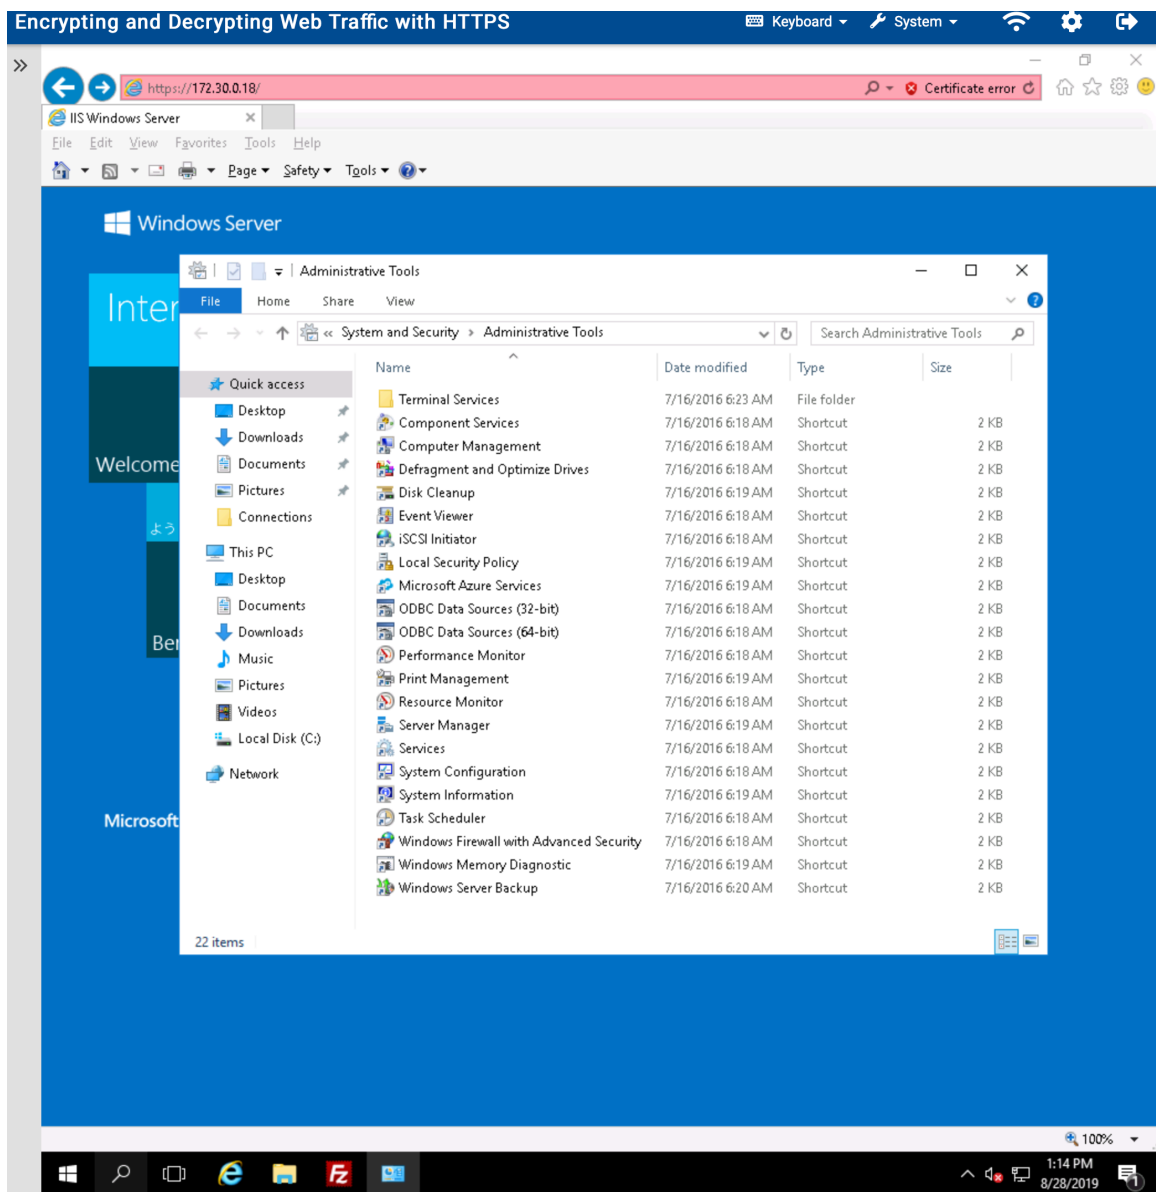 Encrypting and Decrypting Web Traffic with HTTPS
Keyboard
System
https://172.30.0.18/
Certificate error
IIS Windows Server
File Edit View Favorites Tools Help
Page Safety Tools
Windows Server
Administrative Tools
File Home Share View
« System and Security > Administrative Tools
Search Administrative Tools
Name Date modified Type Size
Quick access
Desktop
Downloads
Documents
Pictures
Connections
This PC
Desktop
Documents
Downloads
Music
Pictures
Videos
Local Disk (C:)
Network
Terminal Services 7/16/2016 6:23 AM File folder
Component Services 7/16/2016 6:18 AM Shortcut 2 KB
Computer Management 7/16/2016 6:18 AM Shortcut 2 KB
Defragment and Optimize Drives 7/16/2016 6:18 AM Shortcut 2 KB
Disk Cleanup 7/16/2016 6:19 AM Shortcut 2 KB
Event Viewer 7/16/2016 6:18 AM Shortcut 2 KB
iSCSI Initiator 7/16/2016 6:18 AM Shortcut 2 KB
Local Security Policy 7/16/2016 6:19 AM Shortcut 2 KB
Microsoft Azure Services 7/16/2016 6:19 AM Shortcut 2 KB
ODBC Data Sources (32-bit) 7/16/2016 6:18 AM Shortcut 2 KB
ODBC Data Sources (64-bit) 7/16/2016 6:18 AM Shortcut 2 KB
Performance Monitor 7/16/2016 6:18 AM Shortcut 2 KB
Print Management 7/16/2016 6:19 AM Shortcut 2 KB
Resource Monitor 7/16/2016 6:18 AM Shortcut 2 KB
Server Manager 7/16/2016 6:19 AM Shortcut 2 KB
Services 7/16/2016 6:18 AM Shortcut 2 KB
System Configuration 7/16/2016 6:18 AM Shortcut 2 KB
System Information 7/16/2016 6:19 AM Shortcut 2 KB
Task Scheduler 7/16/2016 6:18 AM Shortcut 2 KB
Windows Firewall with Advanced Security 7/16/2016 6:18 AM Shortcut 2 KB
Windows Memory Diagnostic 7/16/2016 6:19 AM Shortcut 2 KB
Windows Server Backup 7/16/2016 6:20 AM Shortcut 2 KB
22 items
Inter
Welcome
よう
Ber
Microsoft
100%
Fz
1:14 PM
8/28/2019
1